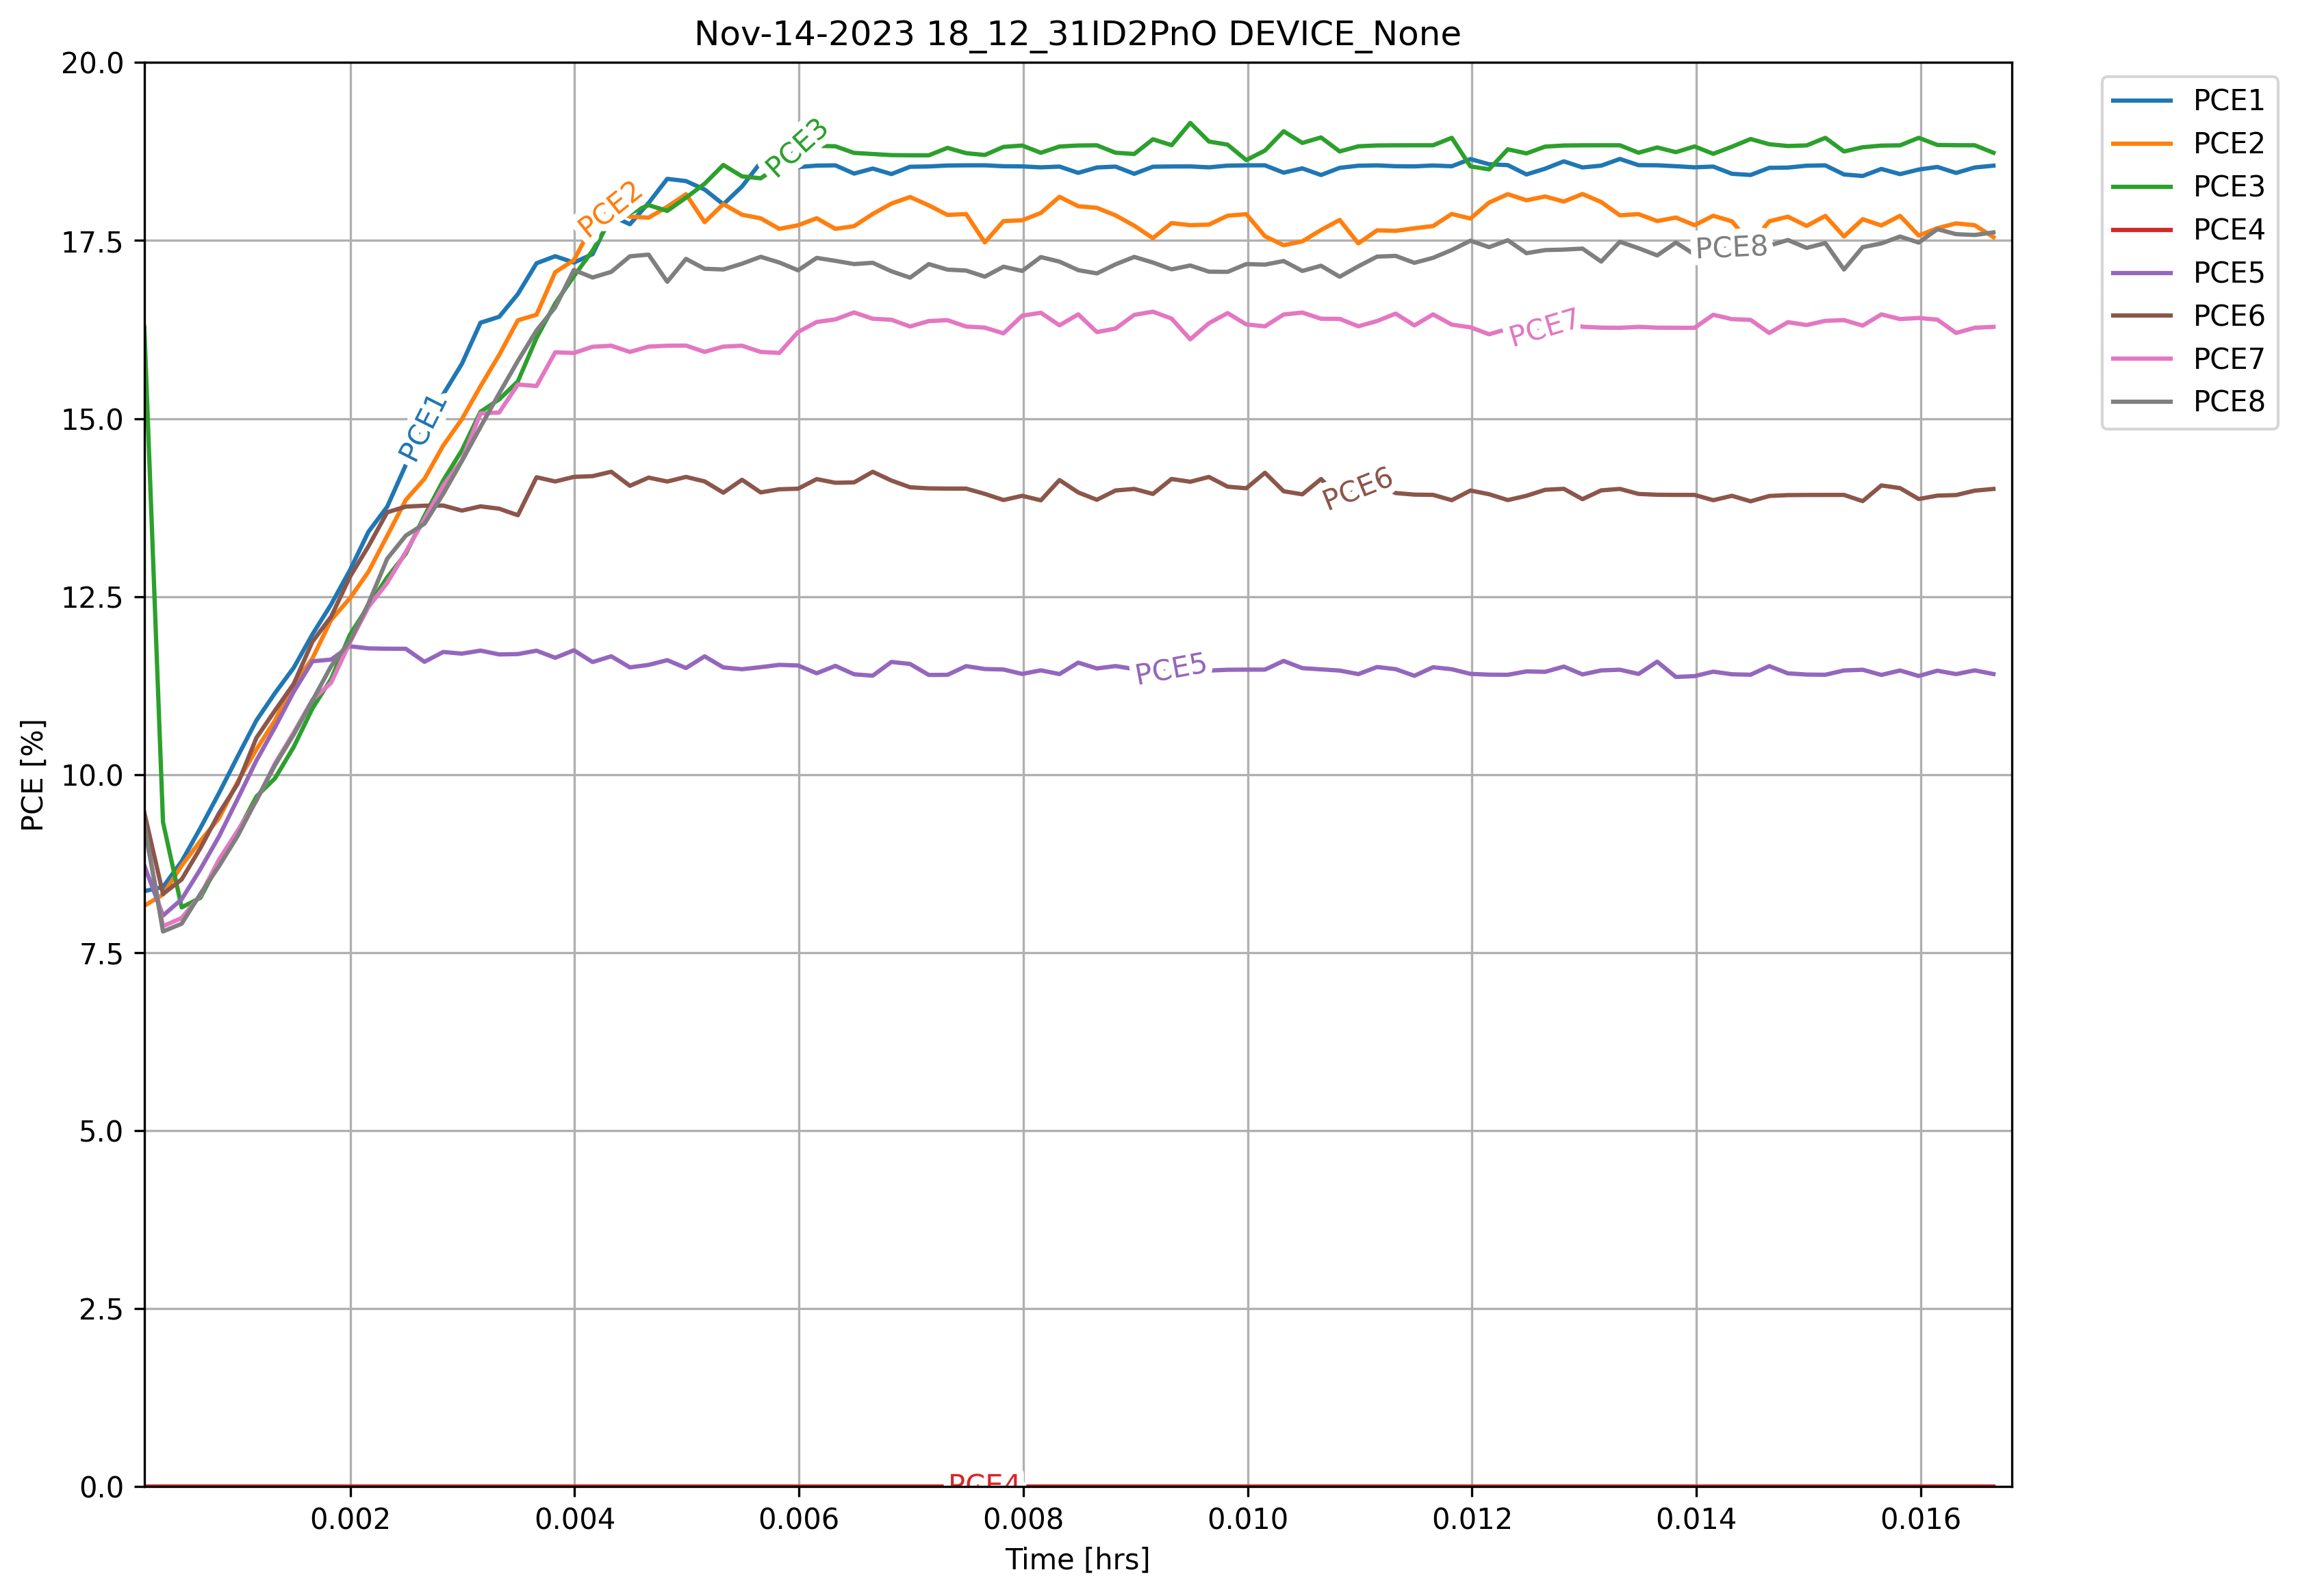 Nov-14-2023 18_12_31ID2PnO DEVICE_None
PCE [%]
20.0
17.5
15.0
12.5
10.0
7.5
5.0
2.5
0.0
PCE1
PCE2
PCE3
PCE4
PCE5
PCE6
PCE7
PCE8
0.002
0.004
0.006
0.008
0.010
0.012
0.014
0.016
Time [hrs]
PCE1
PCE2
PCE3
PCE4
PCE5
PCE6
PCE7
PCE8